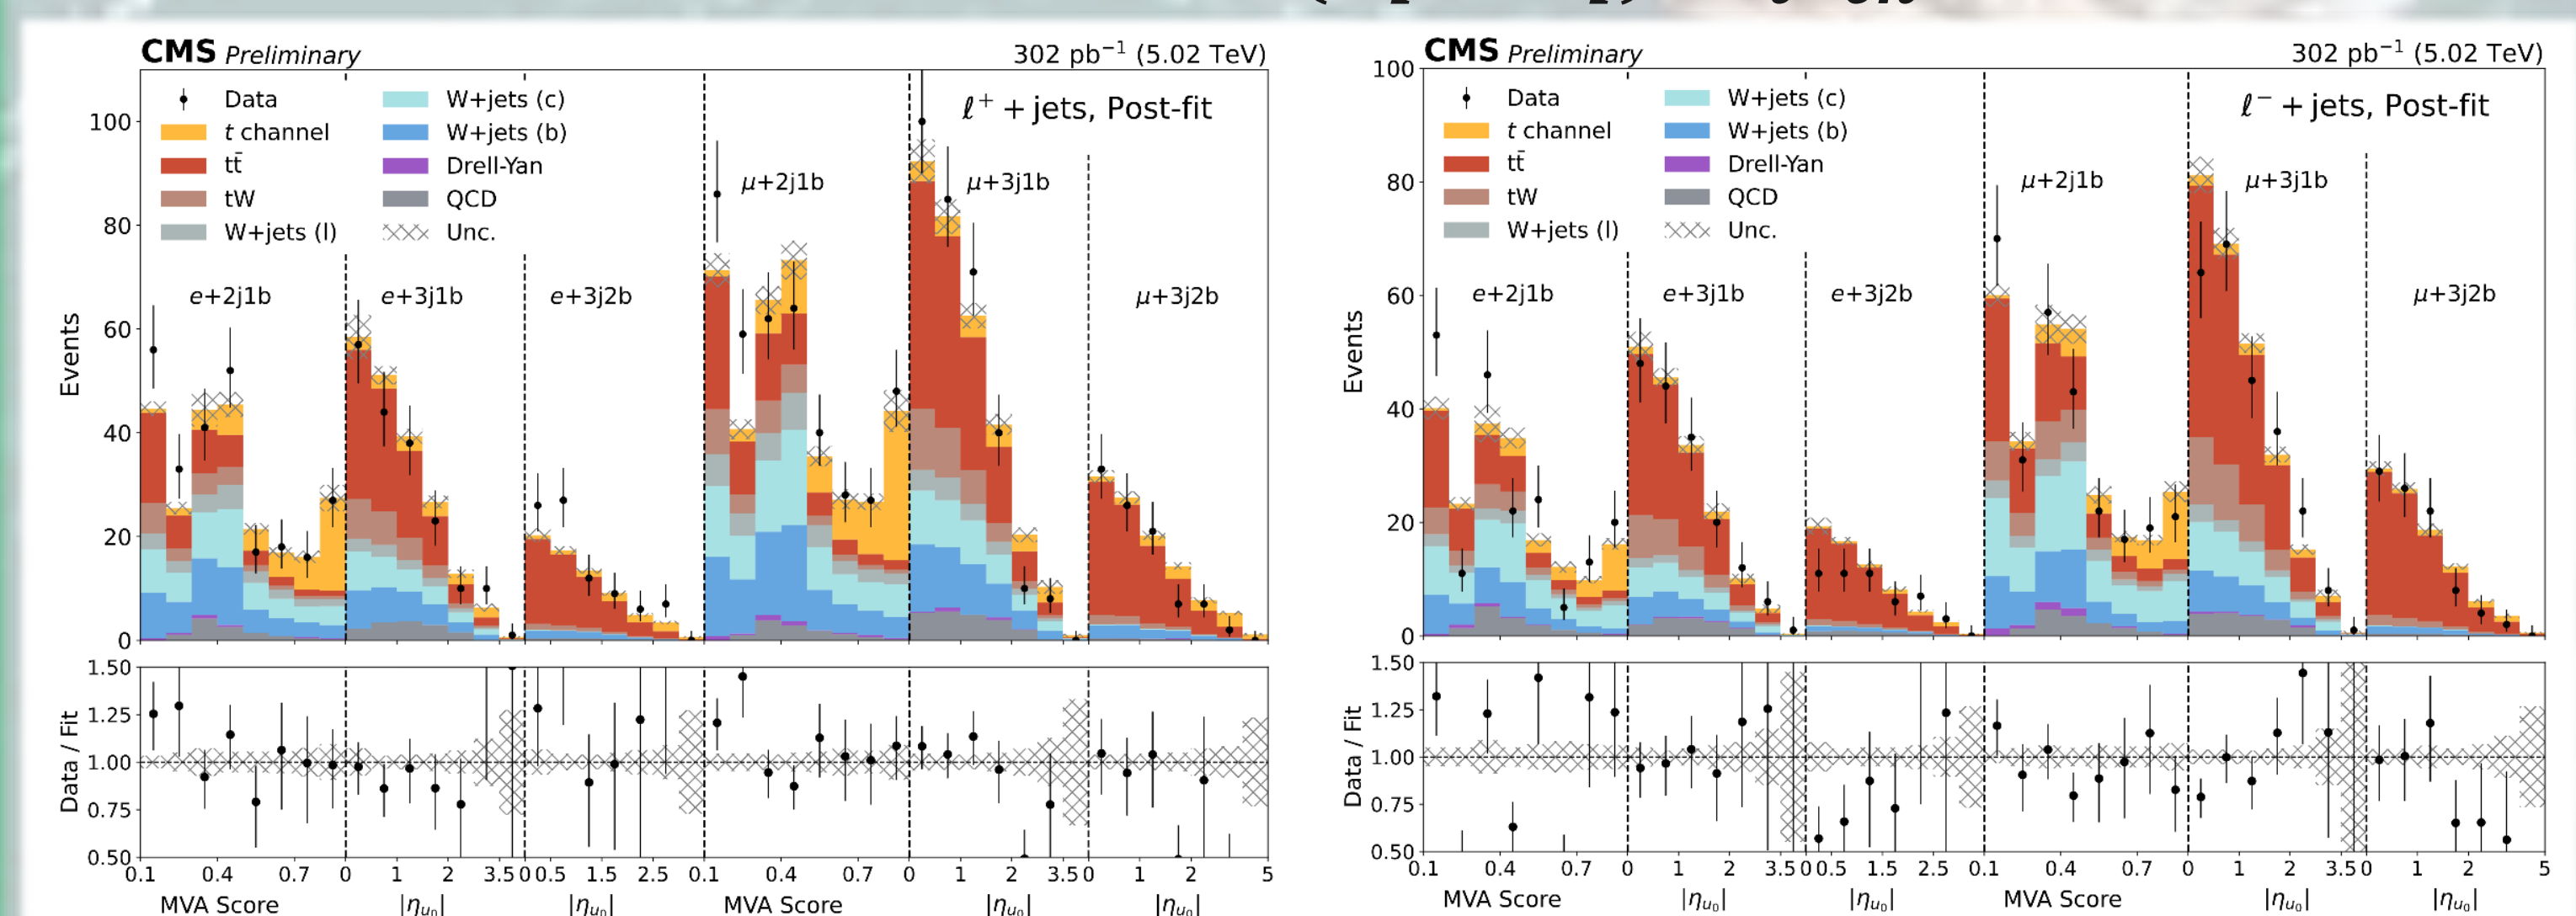 CMS Preliminary 302 pb⁻¹ (5.02 TeV)
ℓ⁺ + jets, Post-fit
Data
t channel
tt̄
tW
W+jets (l)
W+jets (c)
W+jets (b)
Drell-Yan
QCD
Unc.
e+2j1b
e+3j1b
e+3j2b
μ+2j1b
μ+3j1b
μ+3j2b
Events
100
80
60
40
20
0
Data / Fit
1.50
1.25
1.00
0.75
0.50
0.1 0.4 0.7 0 1 2 3.5 0 0.5 1.5 2.5 0.1 0.4 0.7 0 1 2 3.5 0 1 2 5
MVA Score |ηu₀| |ηu₀| MVA Score |ηu₀| |ηu₀|
CMS Preliminary 302 pb⁻¹ (5.02 TeV)
ℓ⁻ + jets, Post-fit
Data
t channel
tt̄
tW
W+jets (l)
W+jets (c)
W+jets (b)
Drell-Yan
QCD
Unc.
e+2j1b
e+3j1b
e+3j2b
μ+2j1b
μ+3j1b
μ+3j2b
Events
100
80
60
40
20
0
Data / Fit
1.50
1.25
1.00
0.75
0.50
0.1 0.4 0.7 0 1 2 3.5 0 0.5 1.5 2.5 0.1 0.4 0.7 0 1 2 3.5 0 1 2 5
MVA Score |ηu₀| |ηu₀| MVA Score |ηu₀| |ηu₀|